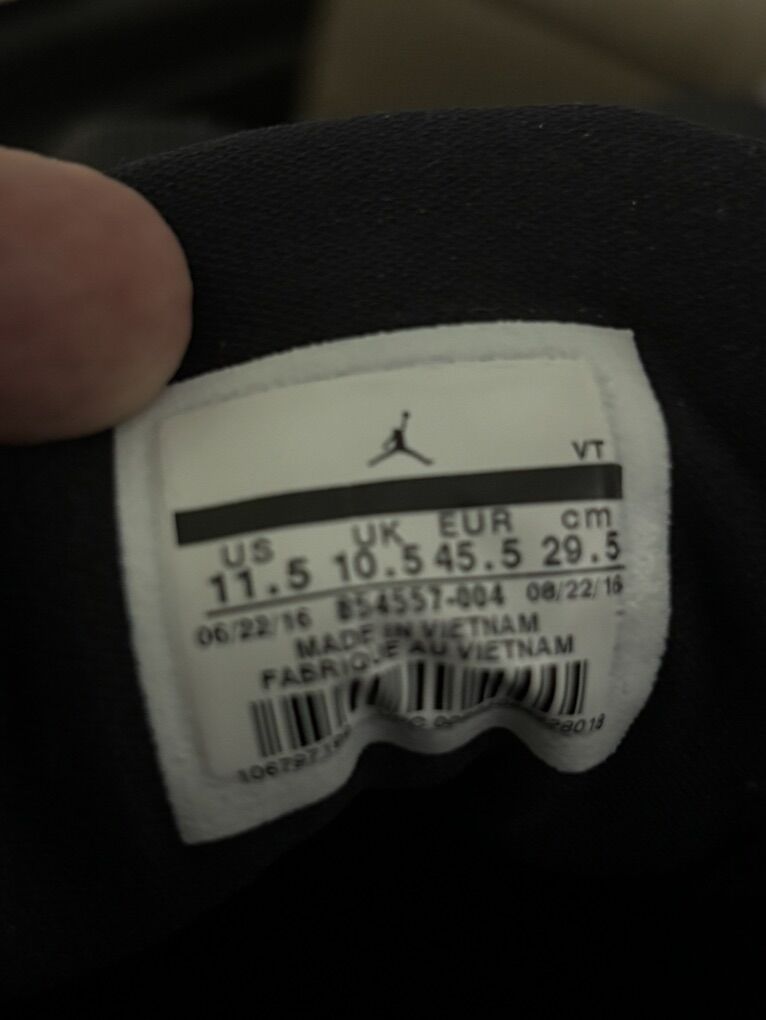 VT
US UK EUR cm
11.5 10.5 45.5 29.5
06/22/16 854557-004 08/22/16
MADE IN VIETNAM
FABRIQUE AU VIETNAM